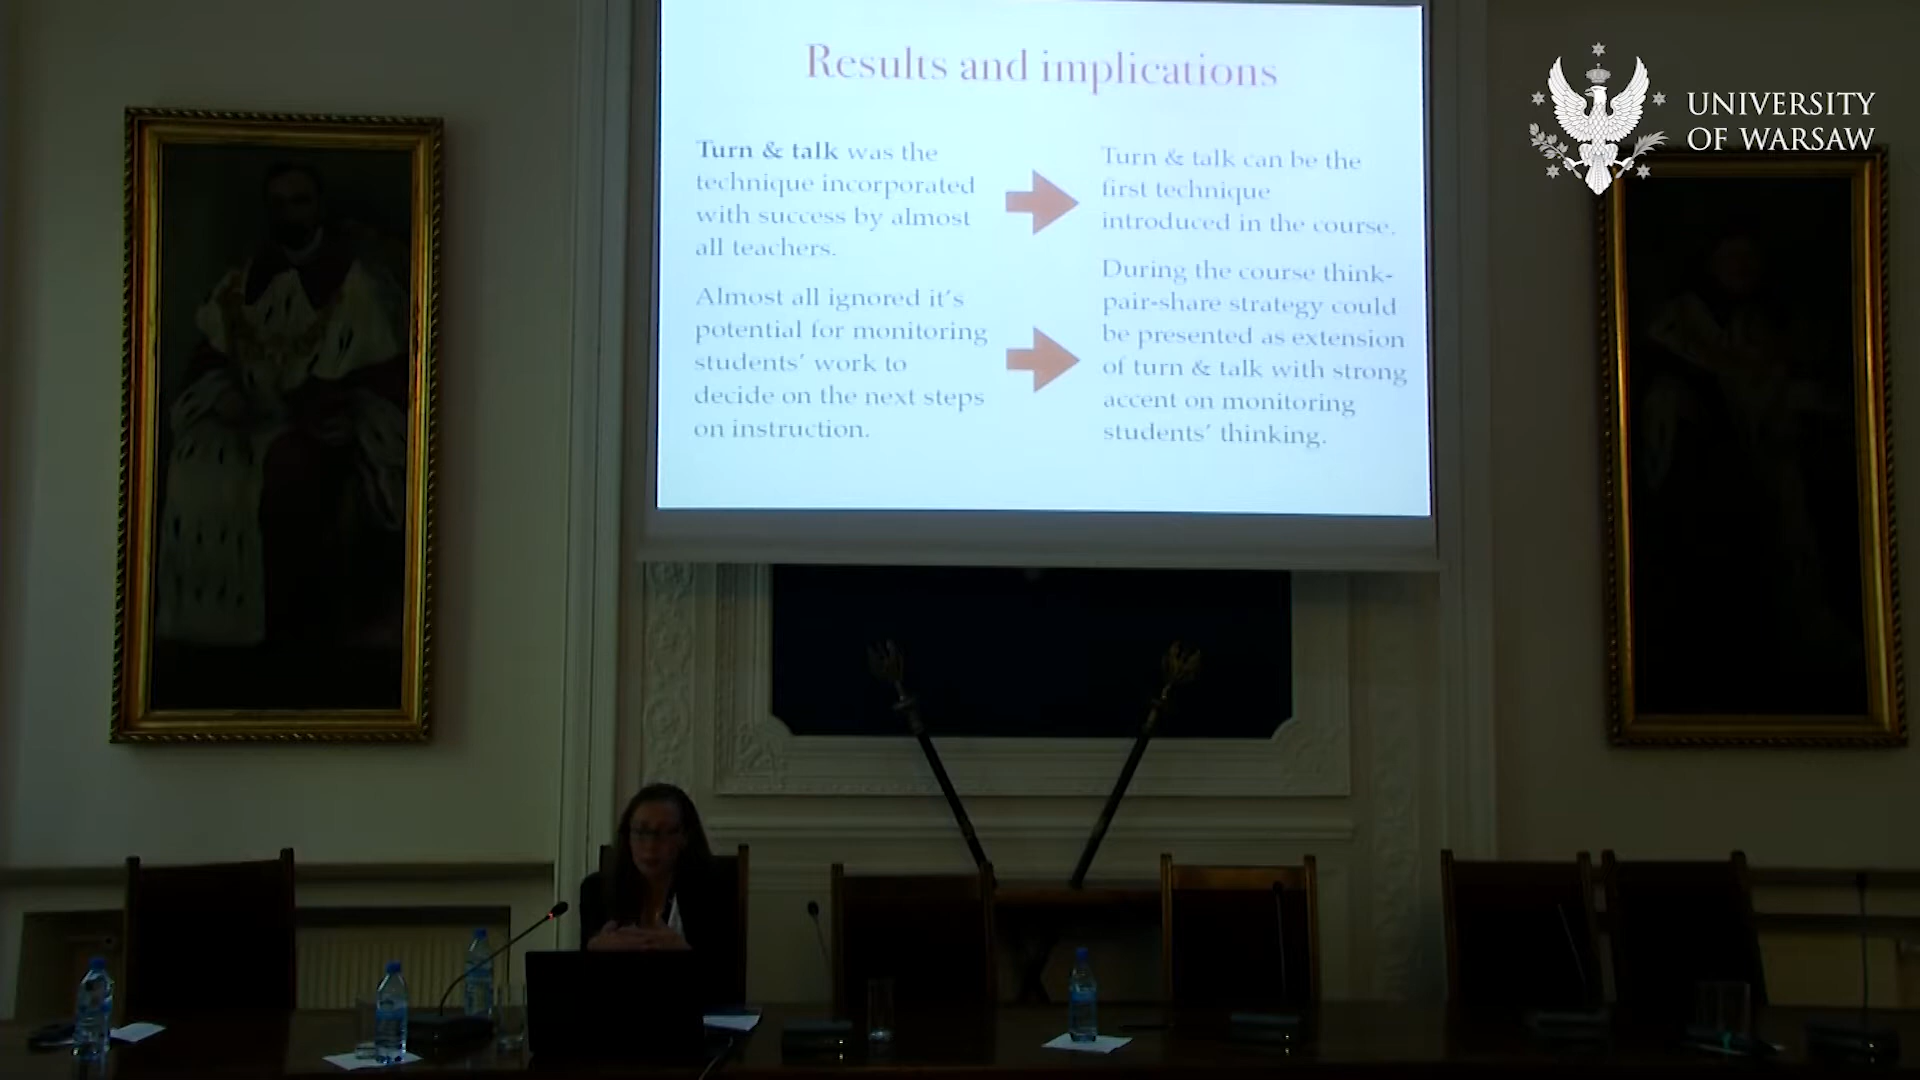 Results and implications
Turn & talk was the
technique incorporated
with success by almost
all teachers.
Turn & talk can be the
first technique
introduced in the course.
Almost all ignored it's
potential for monitoring
students' work to
decide on the next steps
on instruction.
During the course think-
pair-share strategy could
be presented as extension
of turn & talk with strong
accent on monitoring
students' thinking.
UNIVERSITY
OF WARSAW